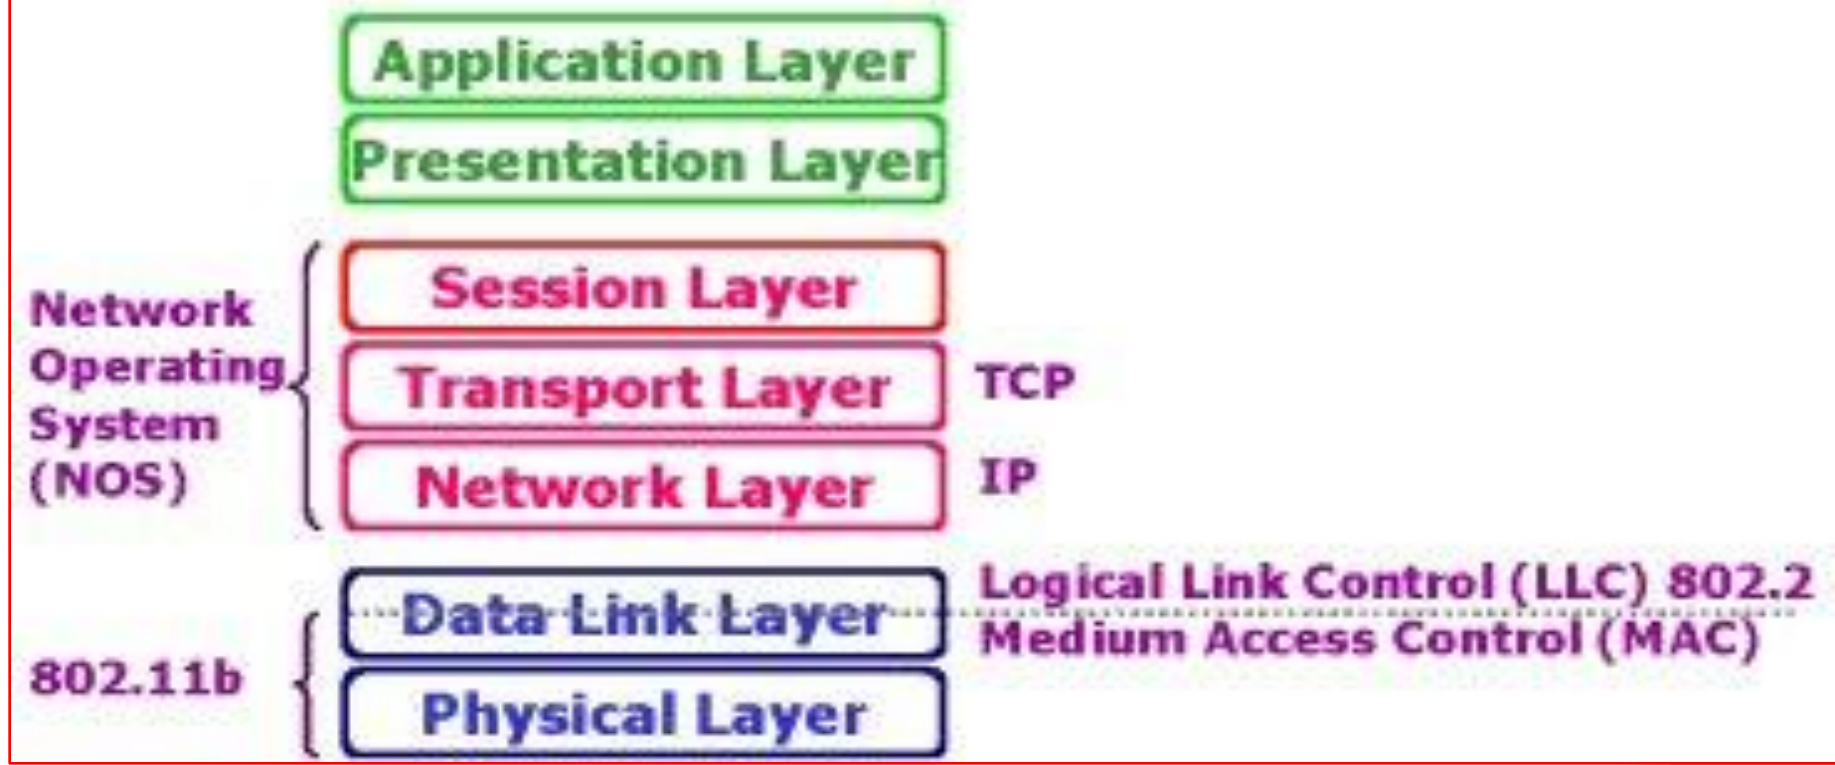 Application Layer
Presentation Layer
Network
Operating
System
(NOS)
Session Layer
Transport Layer
TCP
Network Layer
IP
802.11b
Data Link Layer
Logical Link Control (LLC) 802.2
Medium Access Control (MAC)
Physical Layer